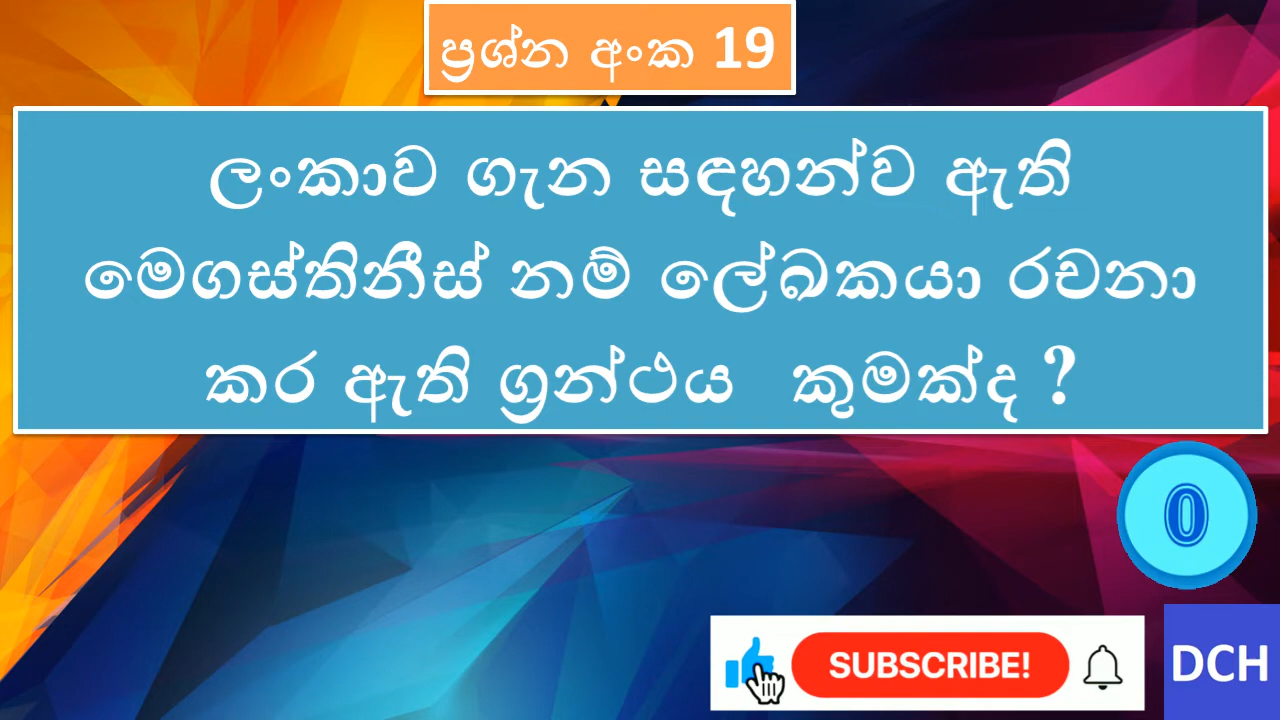 ප්‍රශ්න අංක 19
ලංකාව ගැන සඳහන්ව ඇති
මෙගස්තිනීස් නම් ලේඛකයා රචනා
කර ඇති ග්‍රන්ථය කුමක්ද ?
0
SUBSCRIBE!
DCH